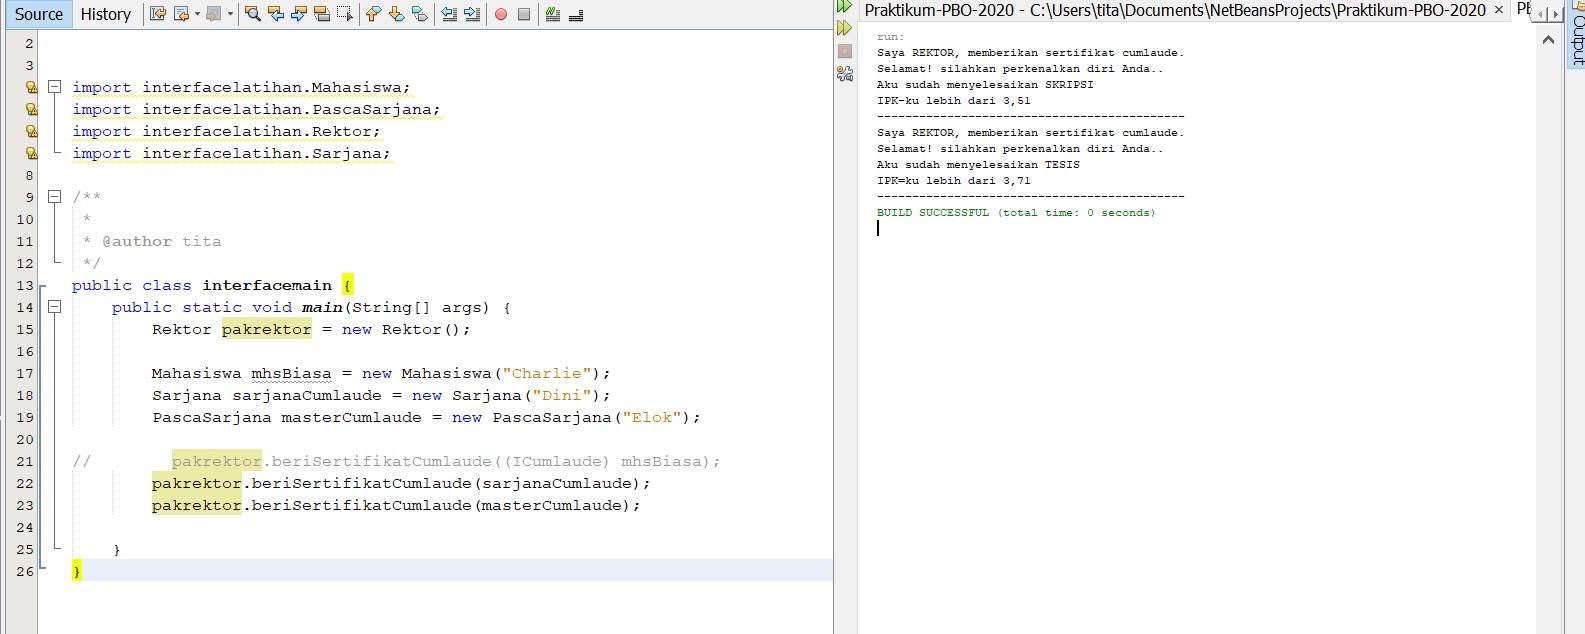 Source History
2
3
import interfacelatihan.Mahasiswa;
import interfacelatihan.PascaSarjana;
import interfacelatihan.Rektor;
import interfacelatihan.Sarjana;
8
9 /**
10 *
11 * @author tita
12 */
13 public class interfacemain {
14 public static void main(String[] args) {
15 Rektor pakrektor = new Rektor();
16
17 Mahasiswa mhsBiasa = new Mahasiswa("Charlie");
18 Sarjana sarjanaCumlaude = new Sarjana("Dini");
19 PascaSarjana masterCumlaude = new PascaSarjana("Elok");
20
21 // pakrektor.beriSertifikatCumlaude((ICumlaude) mhsBiasa);
22 pakrektor.beriSertifikatCumlaude(sarjanaCumlaude);
23 pakrektor.beriSertifikatCumlaude(masterCumlaude);
24
25 }
26 }
Praktikum-PBO-2020 - C:\Users\tita\Documents\NetBeansProjects\Praktikum-PBO-2020 ×
run:
Saya REKTOR, memberikan sertifikat cumlaude.
Selamat! silahkan perkenalkan diri Anda..
Aku sudah menyelesaikan SKRIPSI
IPK-ku lebih dari 3,51
--------------------------------------------
Saya REKTOR, memberikan sertifikat cumlaude.
Selamat! silahkan perkenalkan diri Anda..
Aku sudah menyelesaikan TESIS
IPK=ku lebih dari 3,71
--------------------------------------------
BUILD SUCCESSFUL (total time: 0 seconds)
Output